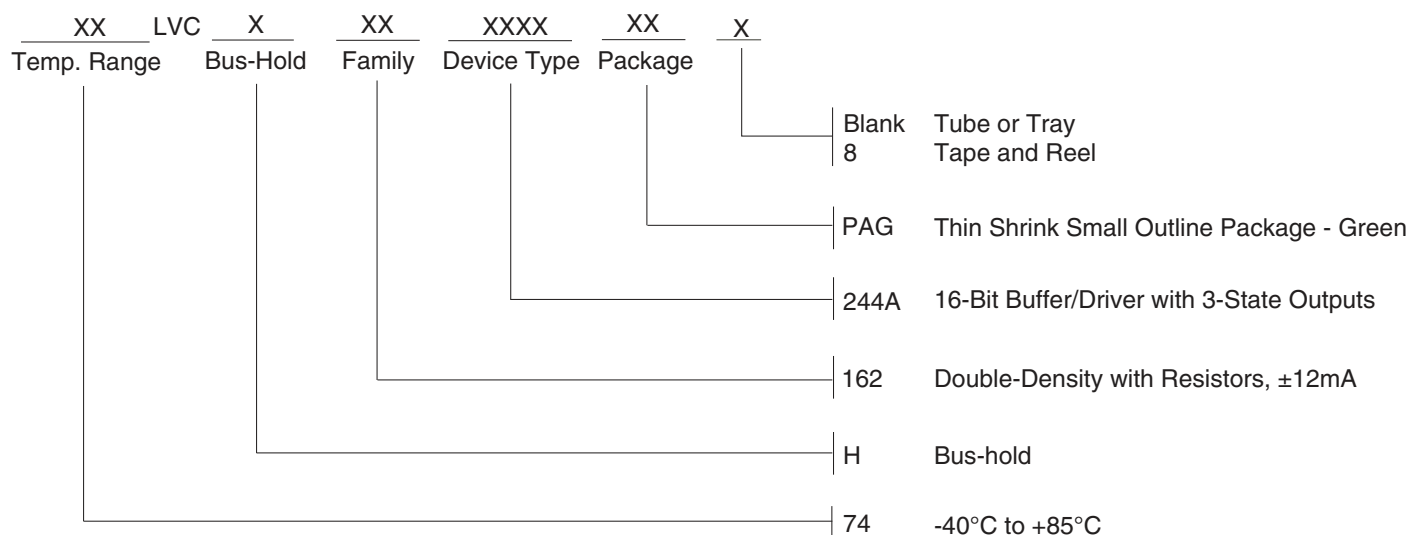 XX LVC X XX XXXX XX X
Temp. Range Bus-Hold Family Device Type Package
Blank Tube or Tray
8 Tape and Reel
PAG Thin Shrink Small Outline Package - Green
244A 16-Bit Buffer/Driver with 3-State Outputs
162 Double-Density with Resistors, ±12mA
H Bus-hold
74 -40°C to +85°C